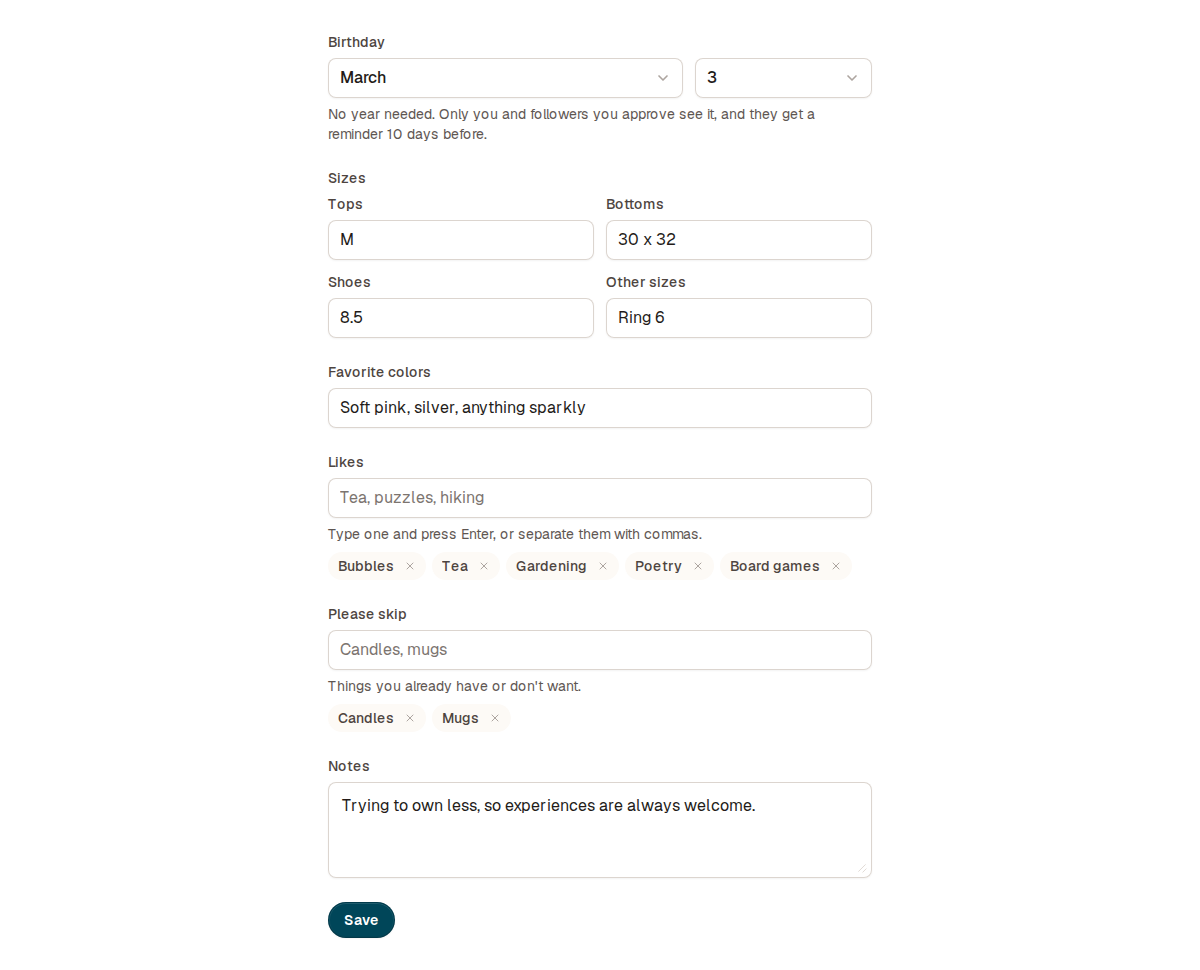 Birthday
March
3
No year needed. Only you and followers you approve see it, and they get a
reminder 10 days before.
Sizes
Tops
Bottoms
M
30 x 32
Shoes
Other sizes
8.5
Ring 6
Favorite colors
Soft pink, silver, anything sparkly
Likes
Tea, puzzles, hiking
Type one and press Enter, or separate them with commas.
Bubbles × Tea × Gardening × Poetry × Board games ×
Please skip
Candles, mugs
Things you already have or don't want.
Candles × Mugs ×
Notes
Trying to own less, so experiences are always welcome.
Save